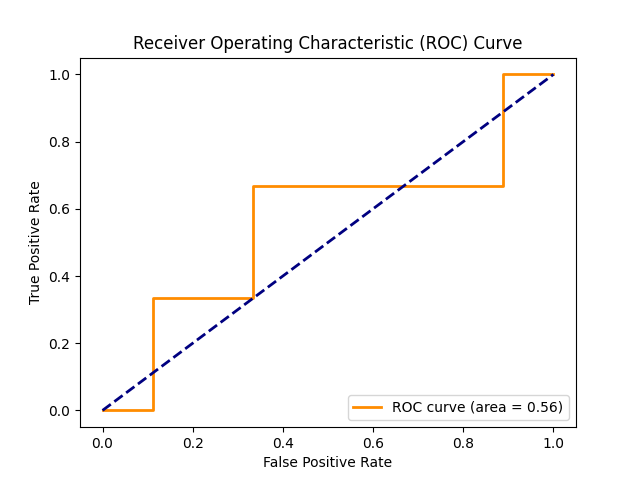 Receiver Operating Characteristic (ROC) Curve
1.0
0.8
0.6
0.4
0.2
0.0
True Positive Rate
ROC curve (area = 0.56)
0.0 0.2 0.4 0.6 0.8 1.0
False Positive Rate